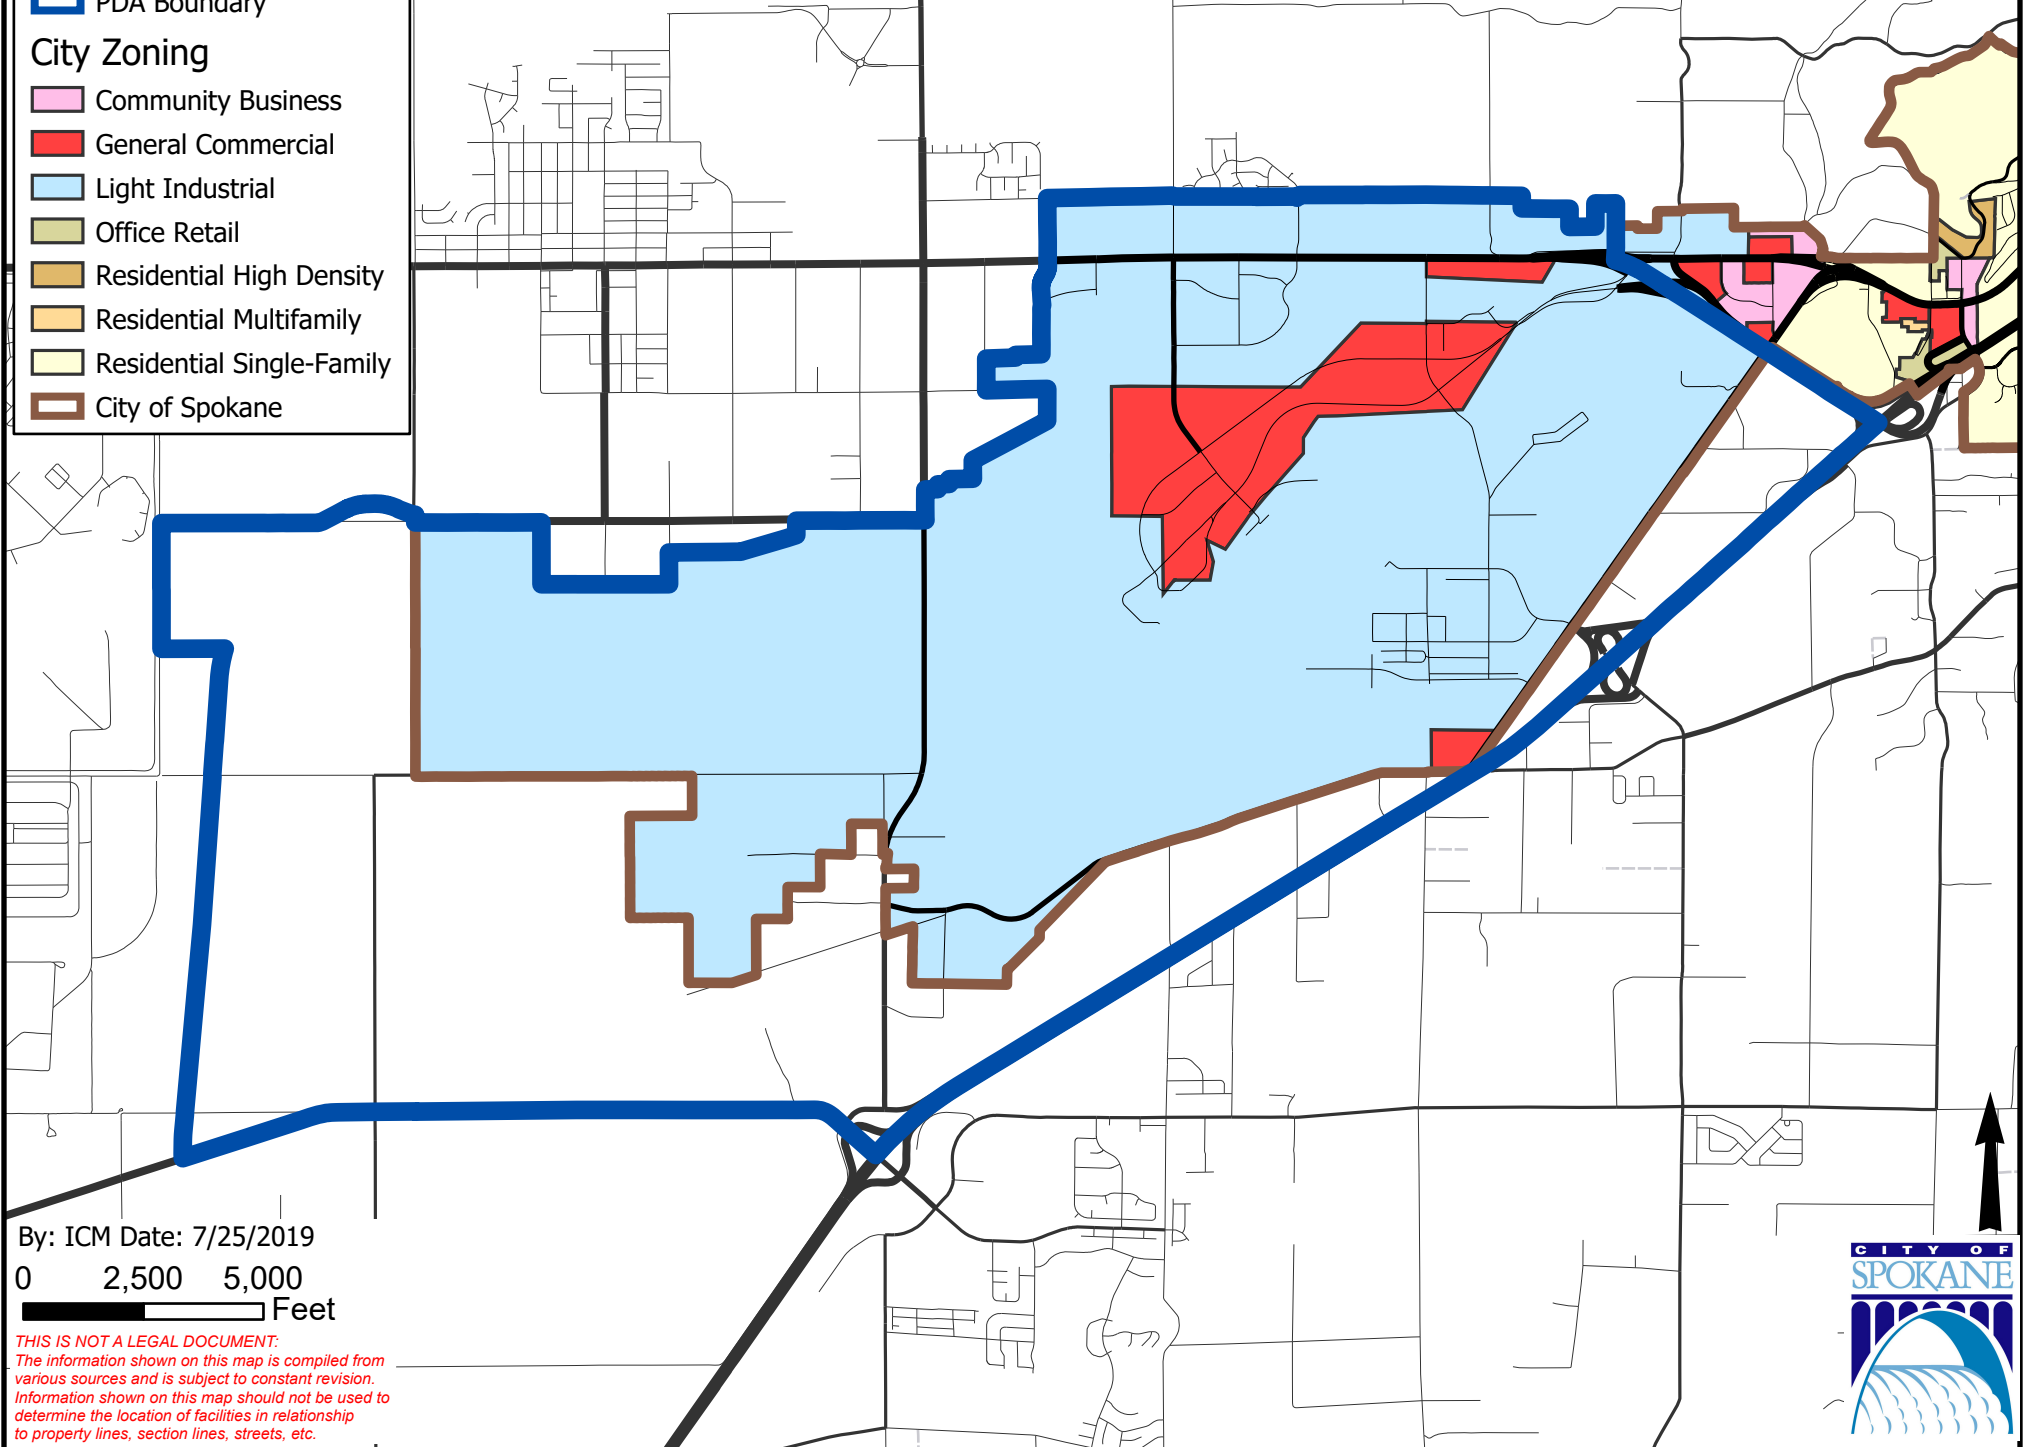 PDA Boundary
City Zoning
Community Business
General Commercial
Light Industrial
Office Retail
Residential High Density
Residential Multifamily
Residential Single-Family
City of Spokane
By: ICM Date: 7/25/2019
0 2,500 5,000
Feet
THIS IS NOT A LEGAL DOCUMENT:
The information shown on this map is compiled from
various sources and is subject to constant revision.
Information shown on this map should not be used to
determine the location of facilities in relationship
to property lines, section lines, streets, etc.
CITY OF
SPOKANE